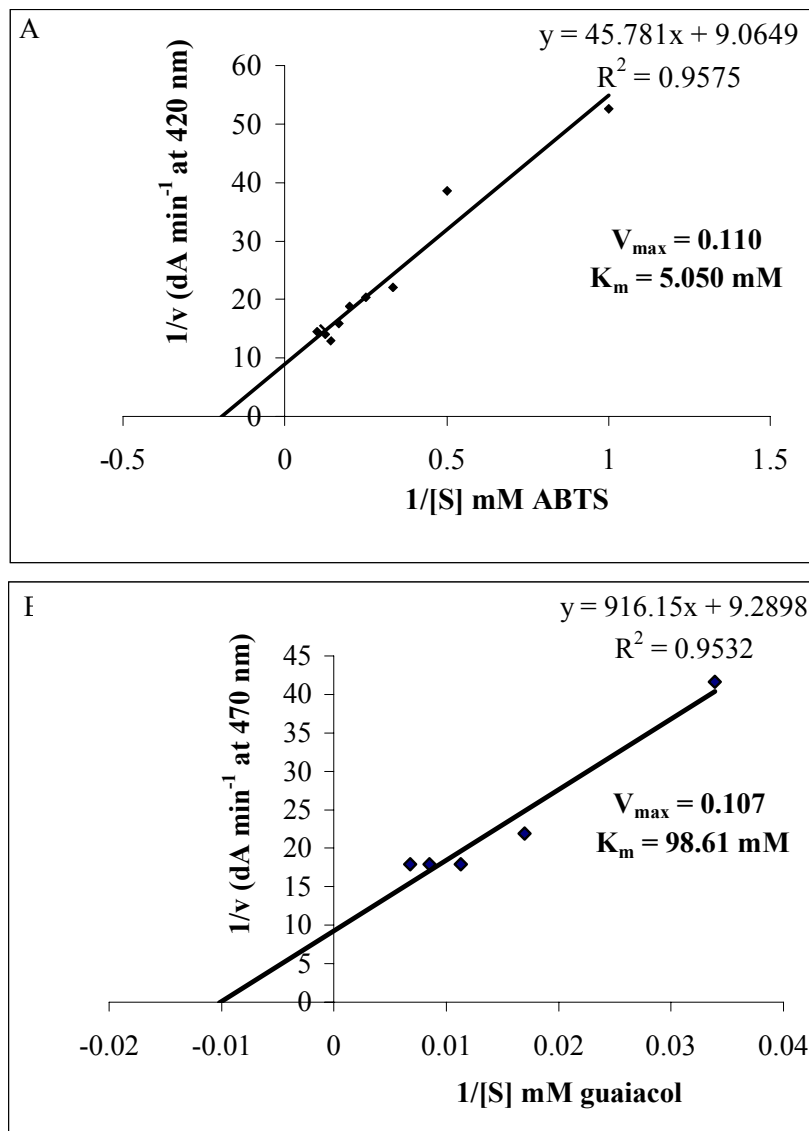 A
y = 45.781x + 9.0649
R² = 0.9575
1/v (dA min⁻¹ at 420 nm)
60
50
40
30
20
10
0
Vmax = 0.110
Km = 5.050 mM
-0.5 0 0.5 1 1.5
1/[S] mM ABTS
y = 916.15x + 9.2898
R² = 0.9532
1/v (dA min⁻¹ at 470 nm)
45
40
35
30
25
20
15
10
5
0
Vmax = 0.107
Km = 98.61 mM
-0.02 -0.01 0 0.01 0.02 0.03 0.04
1/[S] mM guaiacol